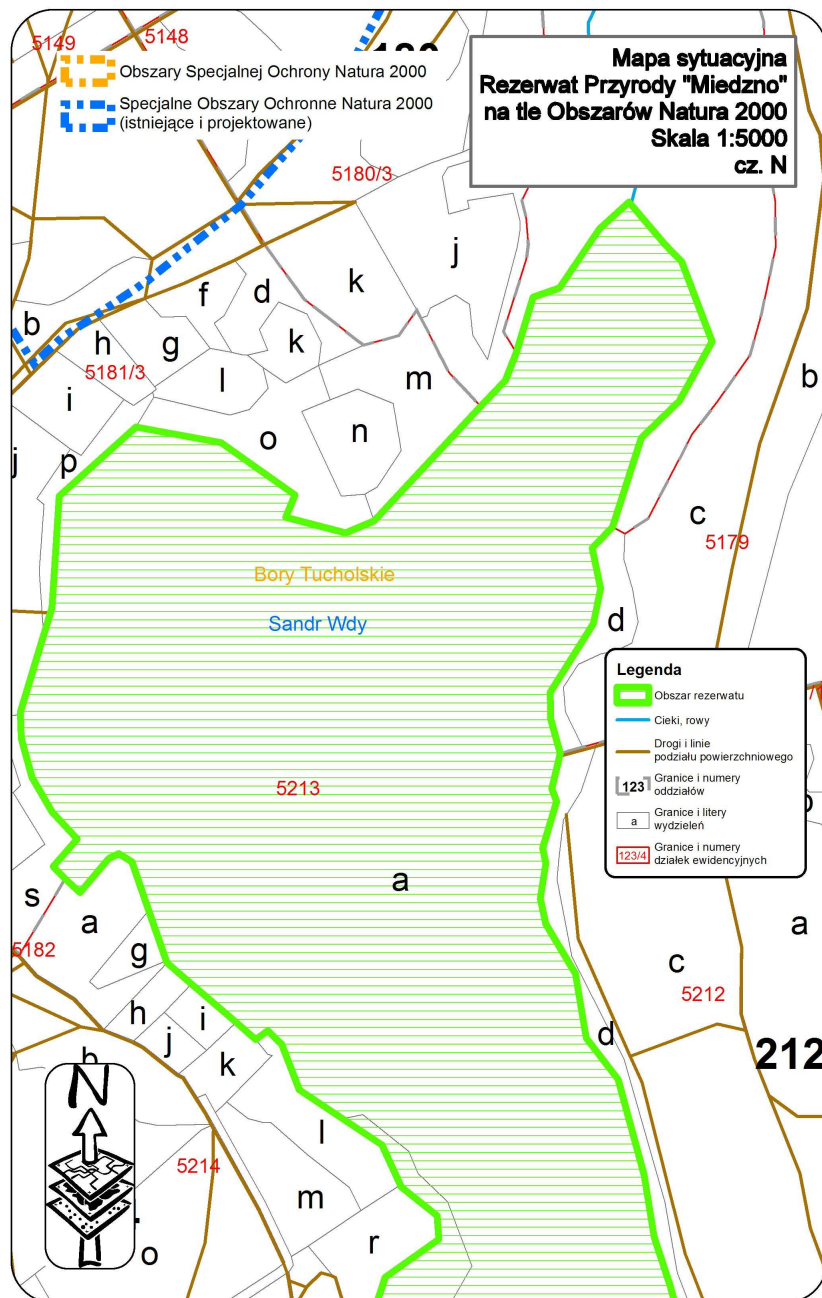 5149
5148
Obszary Specjalnej Ochrony Natura 2000
Specjalne Obszary Ochronne Natura 2000
(istniejące i projektowane)
Mapa sytuacyjna
Rezerwat Przyrody "Miedzno"
na tle Obszarów Natura 2000
Skala 1:5000
cz. N
5180/3
j
k
d
f
b
h
g
k
l
5181/3
i
m
b
n
o
j
p
c
5179
Bory Tucholskie
Sandr Wdy
d
Legenda
Obszar rezerwatu
Cieki, rowy
Drogi i linie
podziału powierzchniowego
123
Granice i numery
oddziałów
a
Granice i litery
wydzieleń
123/4
Granice i numery
działek ewidencyjnych
5213
a
s
a
a
g
5182
c
5212
h
i
j
k
d
212
b
N
l
5214
m
r
o